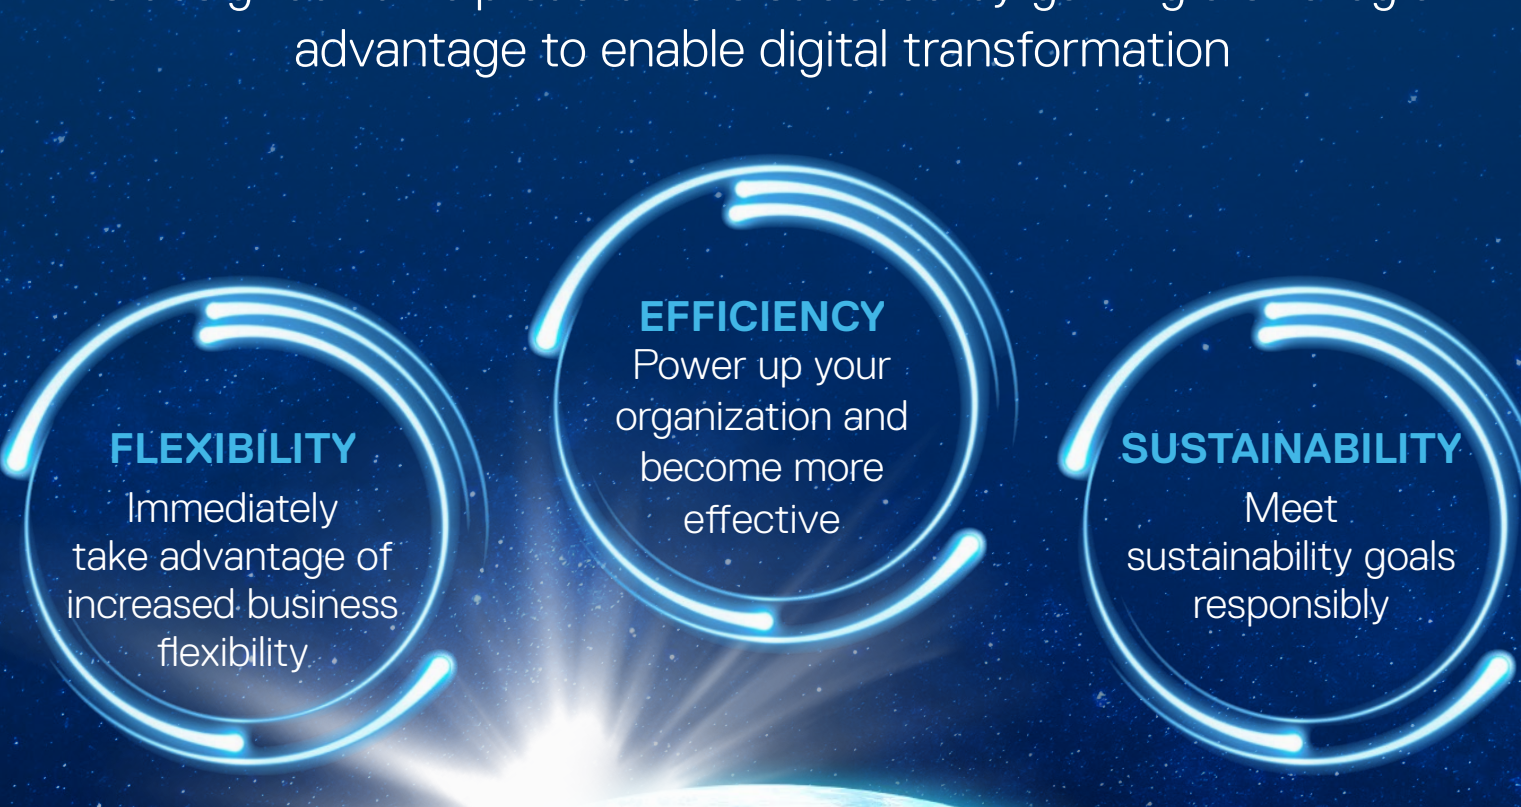 advantage to enable digital transformation
EFFICIENCY
Power up your
organization and
become more
effective
FLEXIBILITY
Immediately
take advantage of
increased business
flexibility
SUSTAINABILITY
Meet
sustainability goals
responsibly